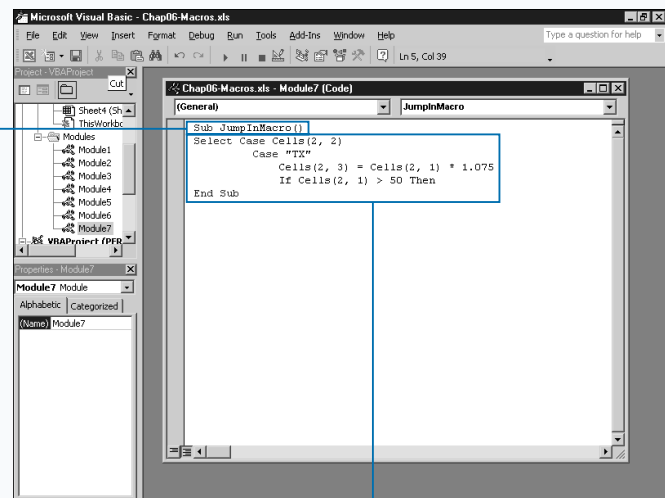 Microsoft Visual Basic - Chap06-Macros.xls
File Edit View Insert Format Debug Run Tools Add-Ins Window Help
Type a question for help
Ln 5, Col 39
Project - VBAProject
Cut
Sheet4 (Sh
ThisWorkbo
Modules
Module1
Module2
Module3
Module4
Module5
Module6
Module7
VBAProject (PER
Properties - Module7
Module7 Module
Alphabetic Categorized
(Name) Module7
Chap06-Macros.xls - Module7 (Code)
(General) JumpInMacro
Sub JumpInMacro()
Select Case Cells(2, 2)
Case "TX"
Cells(2, 3) = Cells(2, 1) * 1.075
If Cells(2, 1) > 50 Then
End Sub